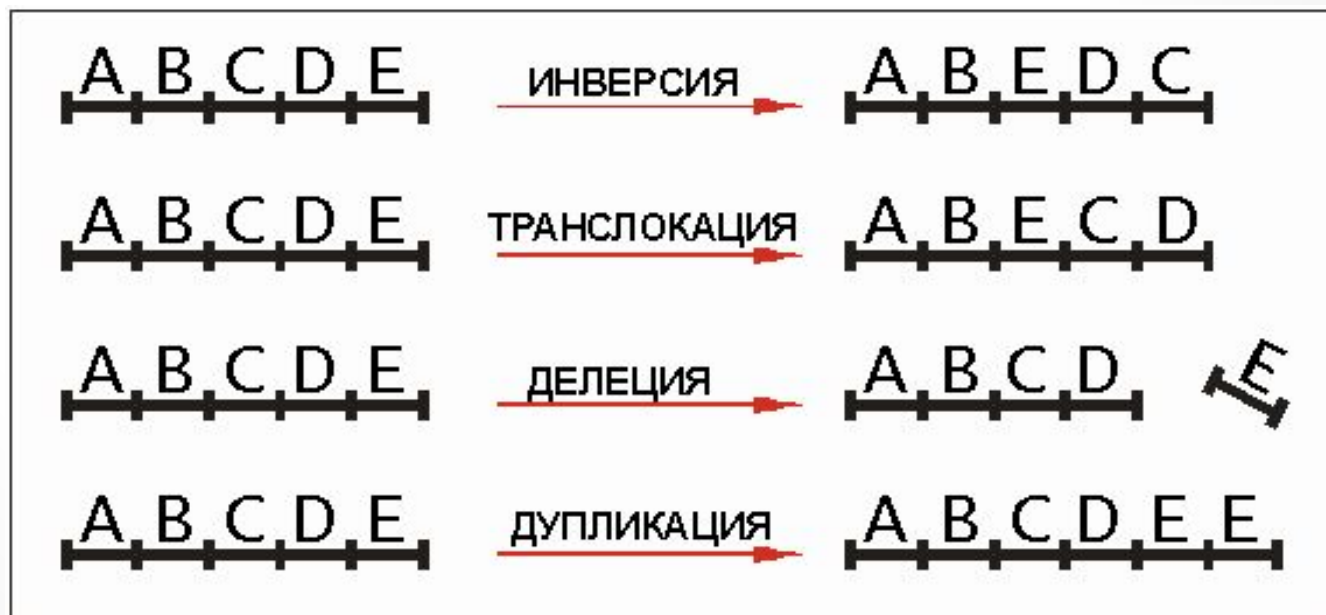 A B C D E ИНВЕРСИЯ A B E D C
A B C D E ТРАНСЛОКАЦИЯ A B E C D
A B C D E ДЕЛЕЦИЯ A B C D E
A B C D E ДУПЛИКАЦИЯ A B C D E E